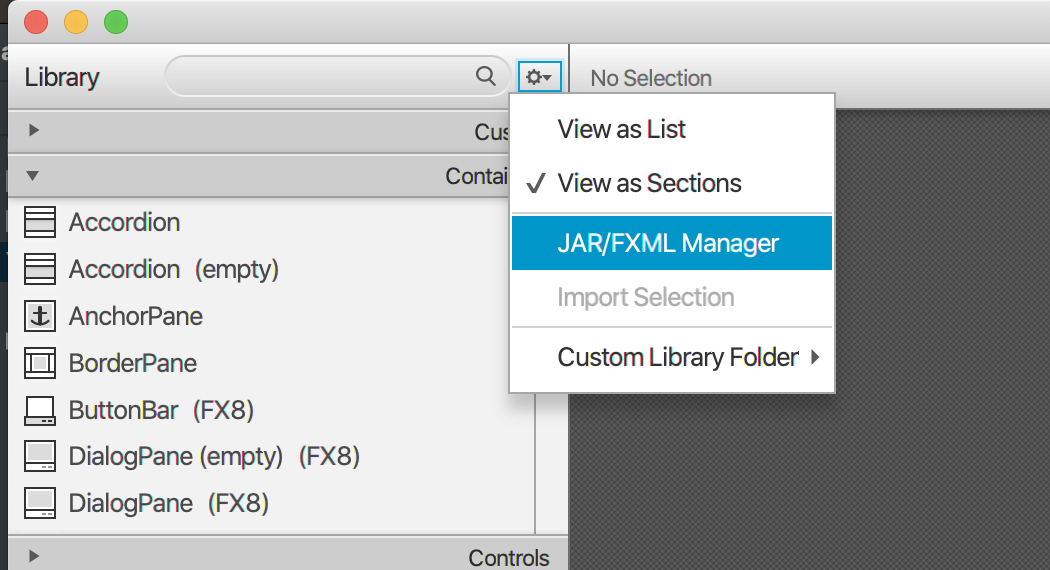 Library
No Selection
View as List
Cus
✓ View as Sections
Contai
Accordion
JAR/FXML Manager
Accordion (empty)
Import Selection
AnchorPane
Custom Library Folder
BorderPane
ButtonBar (FX8)
DialogPane (empty) (FX8)
DialogPane (FX8)
Controls